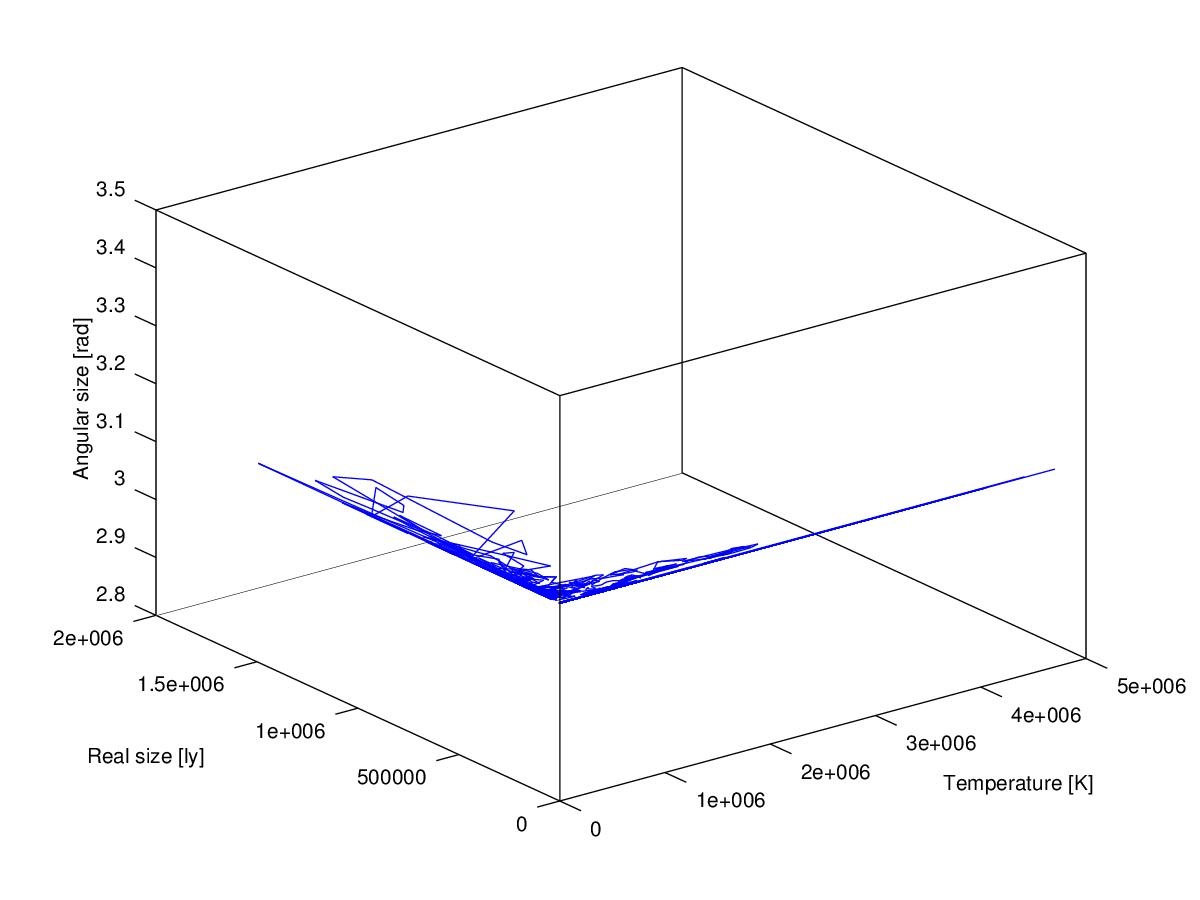 3.5
3.4
3.3
3.2
3.1
3
2.9
2.8
Angular size [rad]
2e+006
1.5e+006
1e+006
500000
0
Real size [ly]
0
1e+006
2e+006
3e+006
4e+006
5e+006
Temperature [K]